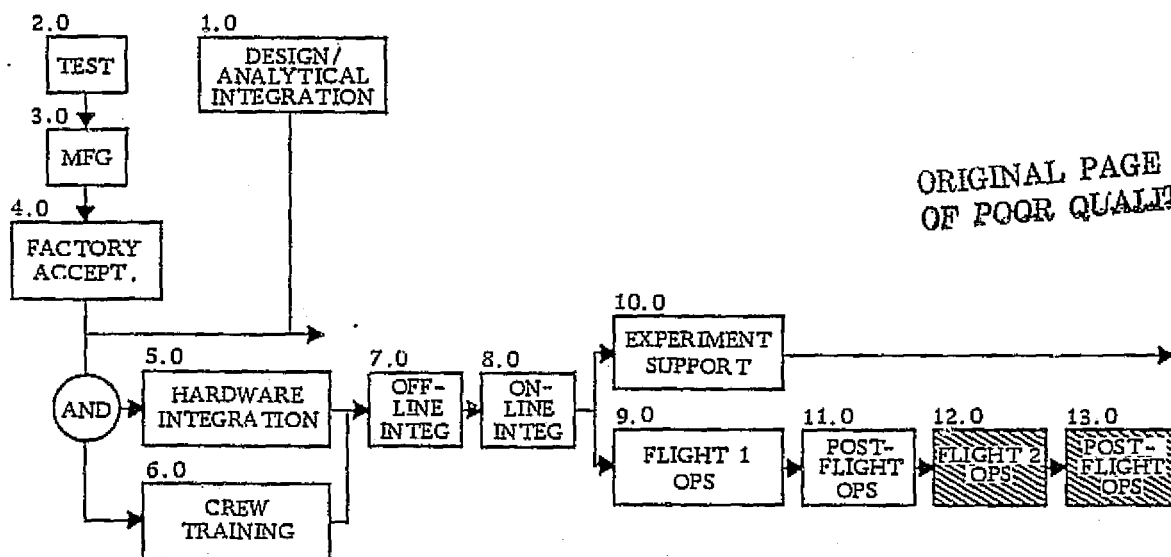 2.0
TEST
1.0
DESIGN/
ANALYTICAL
INTEGRATION
3.0
MFG
4.0
FACTORY
ACCEPT.
ORIGINAL PAGE
OF POOR
AND
5.0
HARDWARE
INTEGRATION
6.0
CREW
TRAINING
7.0
OFF-
LINE
INTEG
8.0
ON-
LINE
INTEG
10.0
EXPERIMENT
SUPPORT
9.0
FLIGHT 1
OPS
11.0
POST-
FLIGHT
OPS
12.0
FLIGHT 2
OPS
13.0
POST-
FLIGHT
OPS